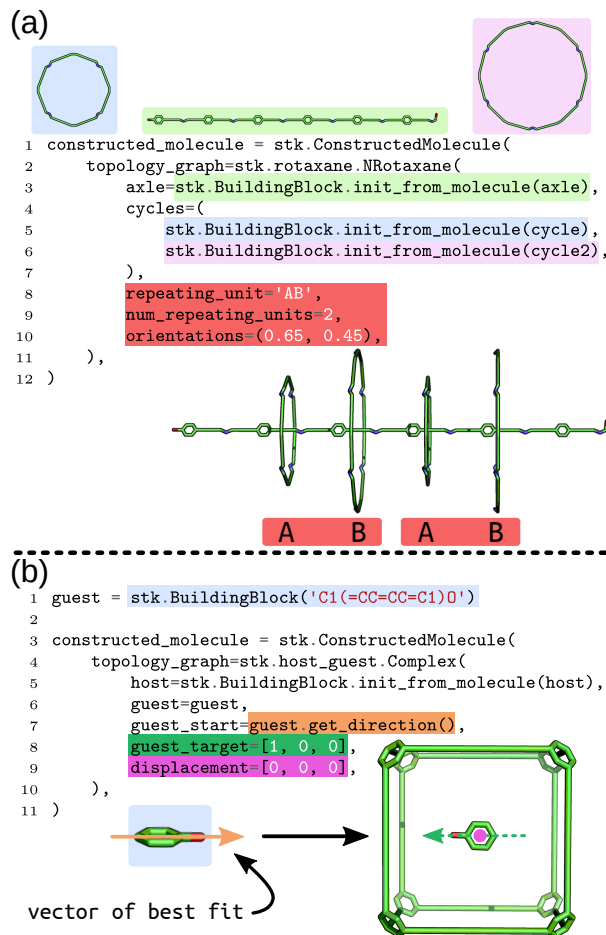 (a)
1 constructed_molecule = stk.ConstructedMolecule(
2 topology_graph=stk.rotaxane.NRotaxane(
3 axle=stk.BuildingBlock.init_from_molecule(axle),
4 cycles=(
5 stk.BuildingBlock.init_from_molecule(cycle),
6 stk.BuildingBlock.init_from_molecule(cycle2),
7 ),
8 repeating_unit='AB',
9 num_repeating_units=2,
10 orientations=(0.65, 0.45),
11 ),
12 )
A B A B
(b)
1 guest = stk.BuildingBlock('C1(=CC=CC=C1)O')
2
3 constructed_molecule = stk.ConstructedMolecule(
4 topology_graph=stk.host_guest.Complex(
5 host=stk.BuildingBlock.init_from_molecule(host),
6 guest=guest,
7 guest_start=guest.get_direction(),
8 guest_target=[1, 0, 0],
9 displacement=[0, 0, 0],
10 ),
11 )
vector of best fit